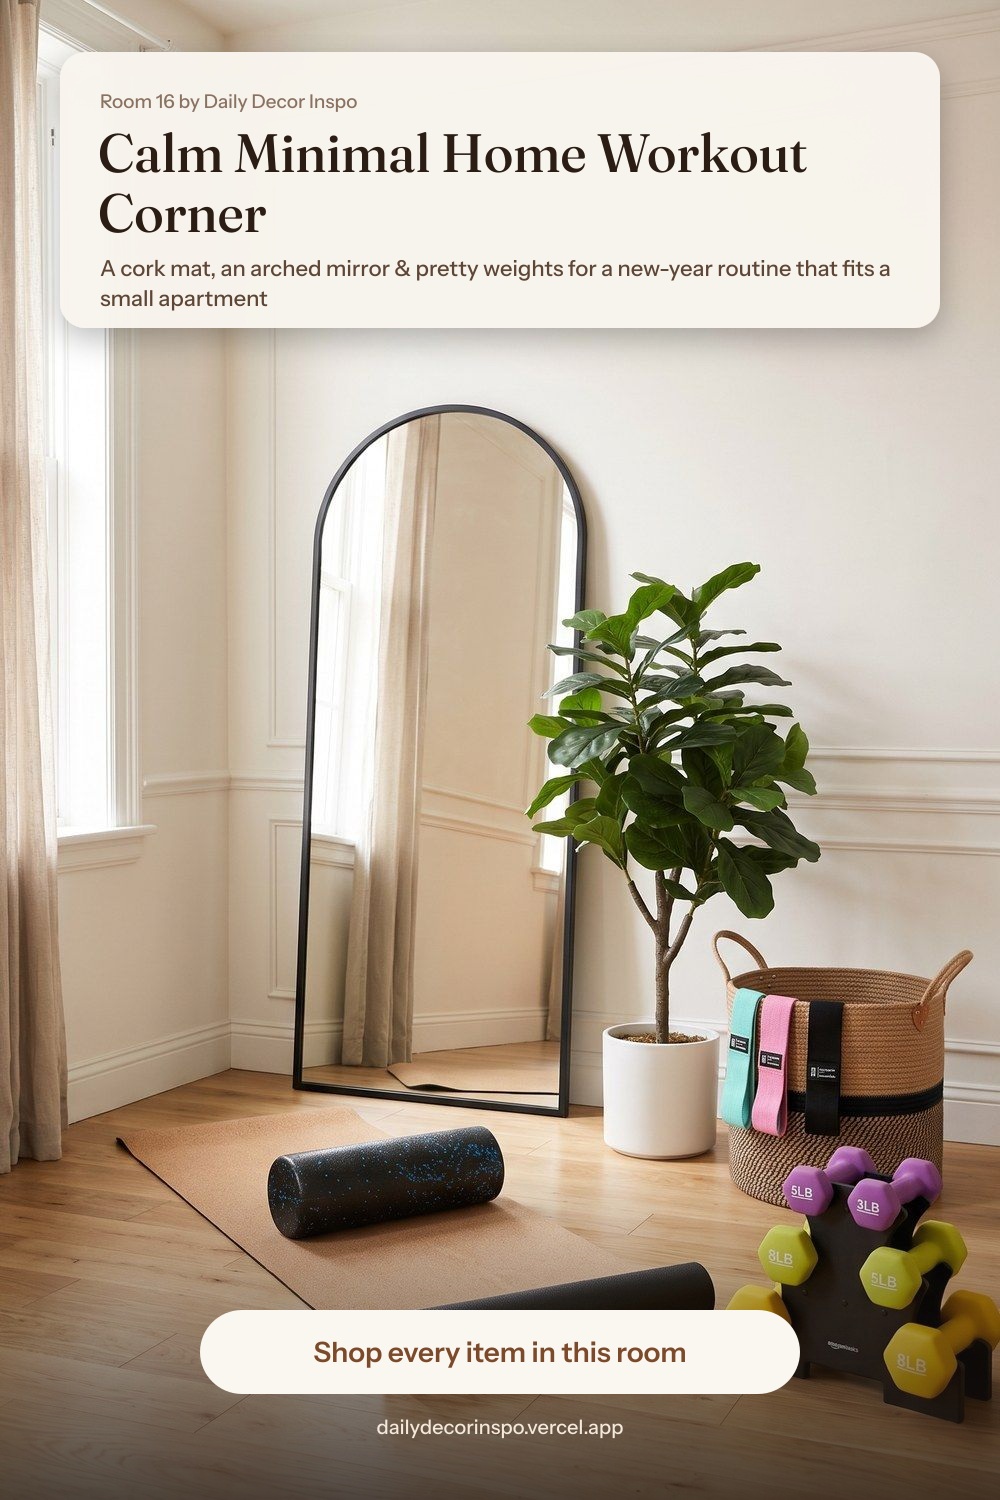 Room 16 by Daily Decor Inspo
Calm Minimal Home Workout
Corner
A cork mat, an arched mirror & pretty weights for a new-year routine that fits a
small apartment
5LB
3LB
8LB
5LB
8LB
amazonbasics
Shop every item in this room
dailydecorinspo.vercel.app